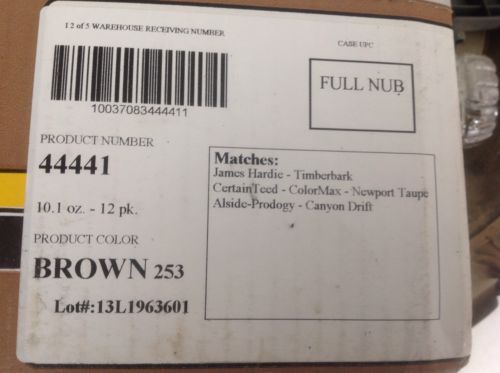 I 2 of 5 WAREHOUSE RECEIVING NUMBER
CASE UPC
10037083444411
FULL NUB
PRODUCT NUMBER
44441
10.1 oz. - 12 pk.
PRODUCT COLOR
BROWN 253
Lot#:13L1963601
Matches:
James Hardie - Timberbark
CertainTeed - ColorMax - Newport Taupe
Alside-Prodogy - Canyon Drift